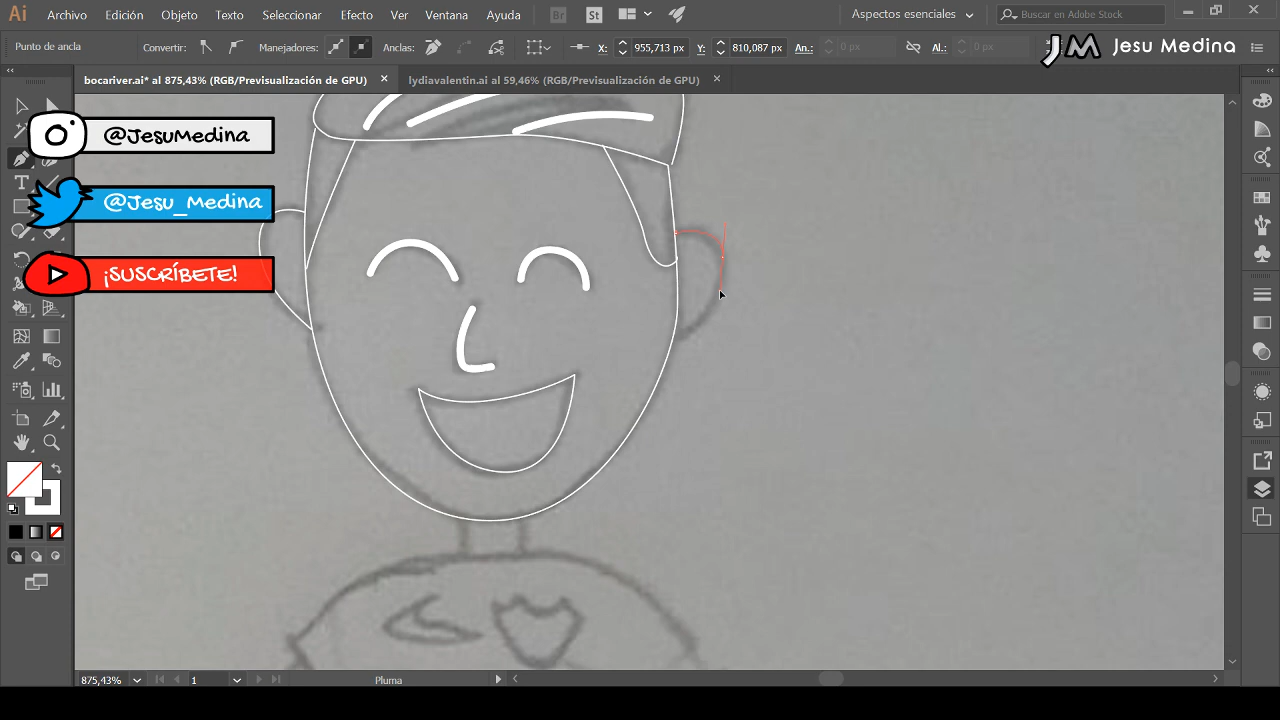 Ai Archivo Edición Objeto Texto Seleccionar Efecto Ver Ventana Ayuda Br St Aspectos esenciales Buscar en Adobe Stock
Punto de ancla Convertir: Manejadores: Anclas: X: 955,713 px Y: 810,087 px An.: 0 px Al.: 0 px JM Jesu Medina
bocariver.ai* al 875,43% (RGB/Previsualización de GPU) lydiavalentin.ai al 59,46% (RGB/Previsualización de GPU)
@JesuMedina
@Jesu_Medina
¡SUSCRÍBETE!
875,43% 1 Pluma